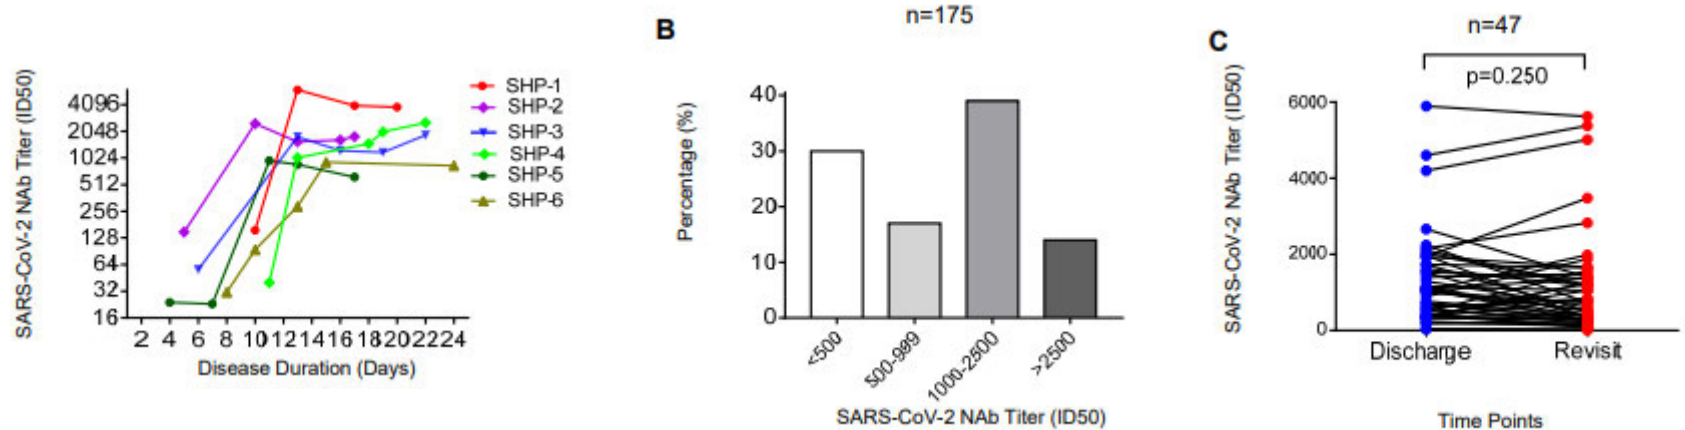 SARS-CoV-2 NAb Titer (ID50)
4096
2048
1024
512
256
128
64
32
16
2 4 6 8 10 12 14 16 18 20 22 24
Disease Duration (Days)
SHP-1
SHP-2
SHP-3
SHP-4
SHP-5
SHP-6
B
n=175
Percentage (%)
40
30
20
10
0
<500
500-999
1000-2500
>2500
SARS-CoV-2 NAb Titer (ID50)
C
n=47
p=0.250
SARS-CoV-2 NAb Titer (ID50)
6000
4000
2000
0
Discharge Revisit
Time Points